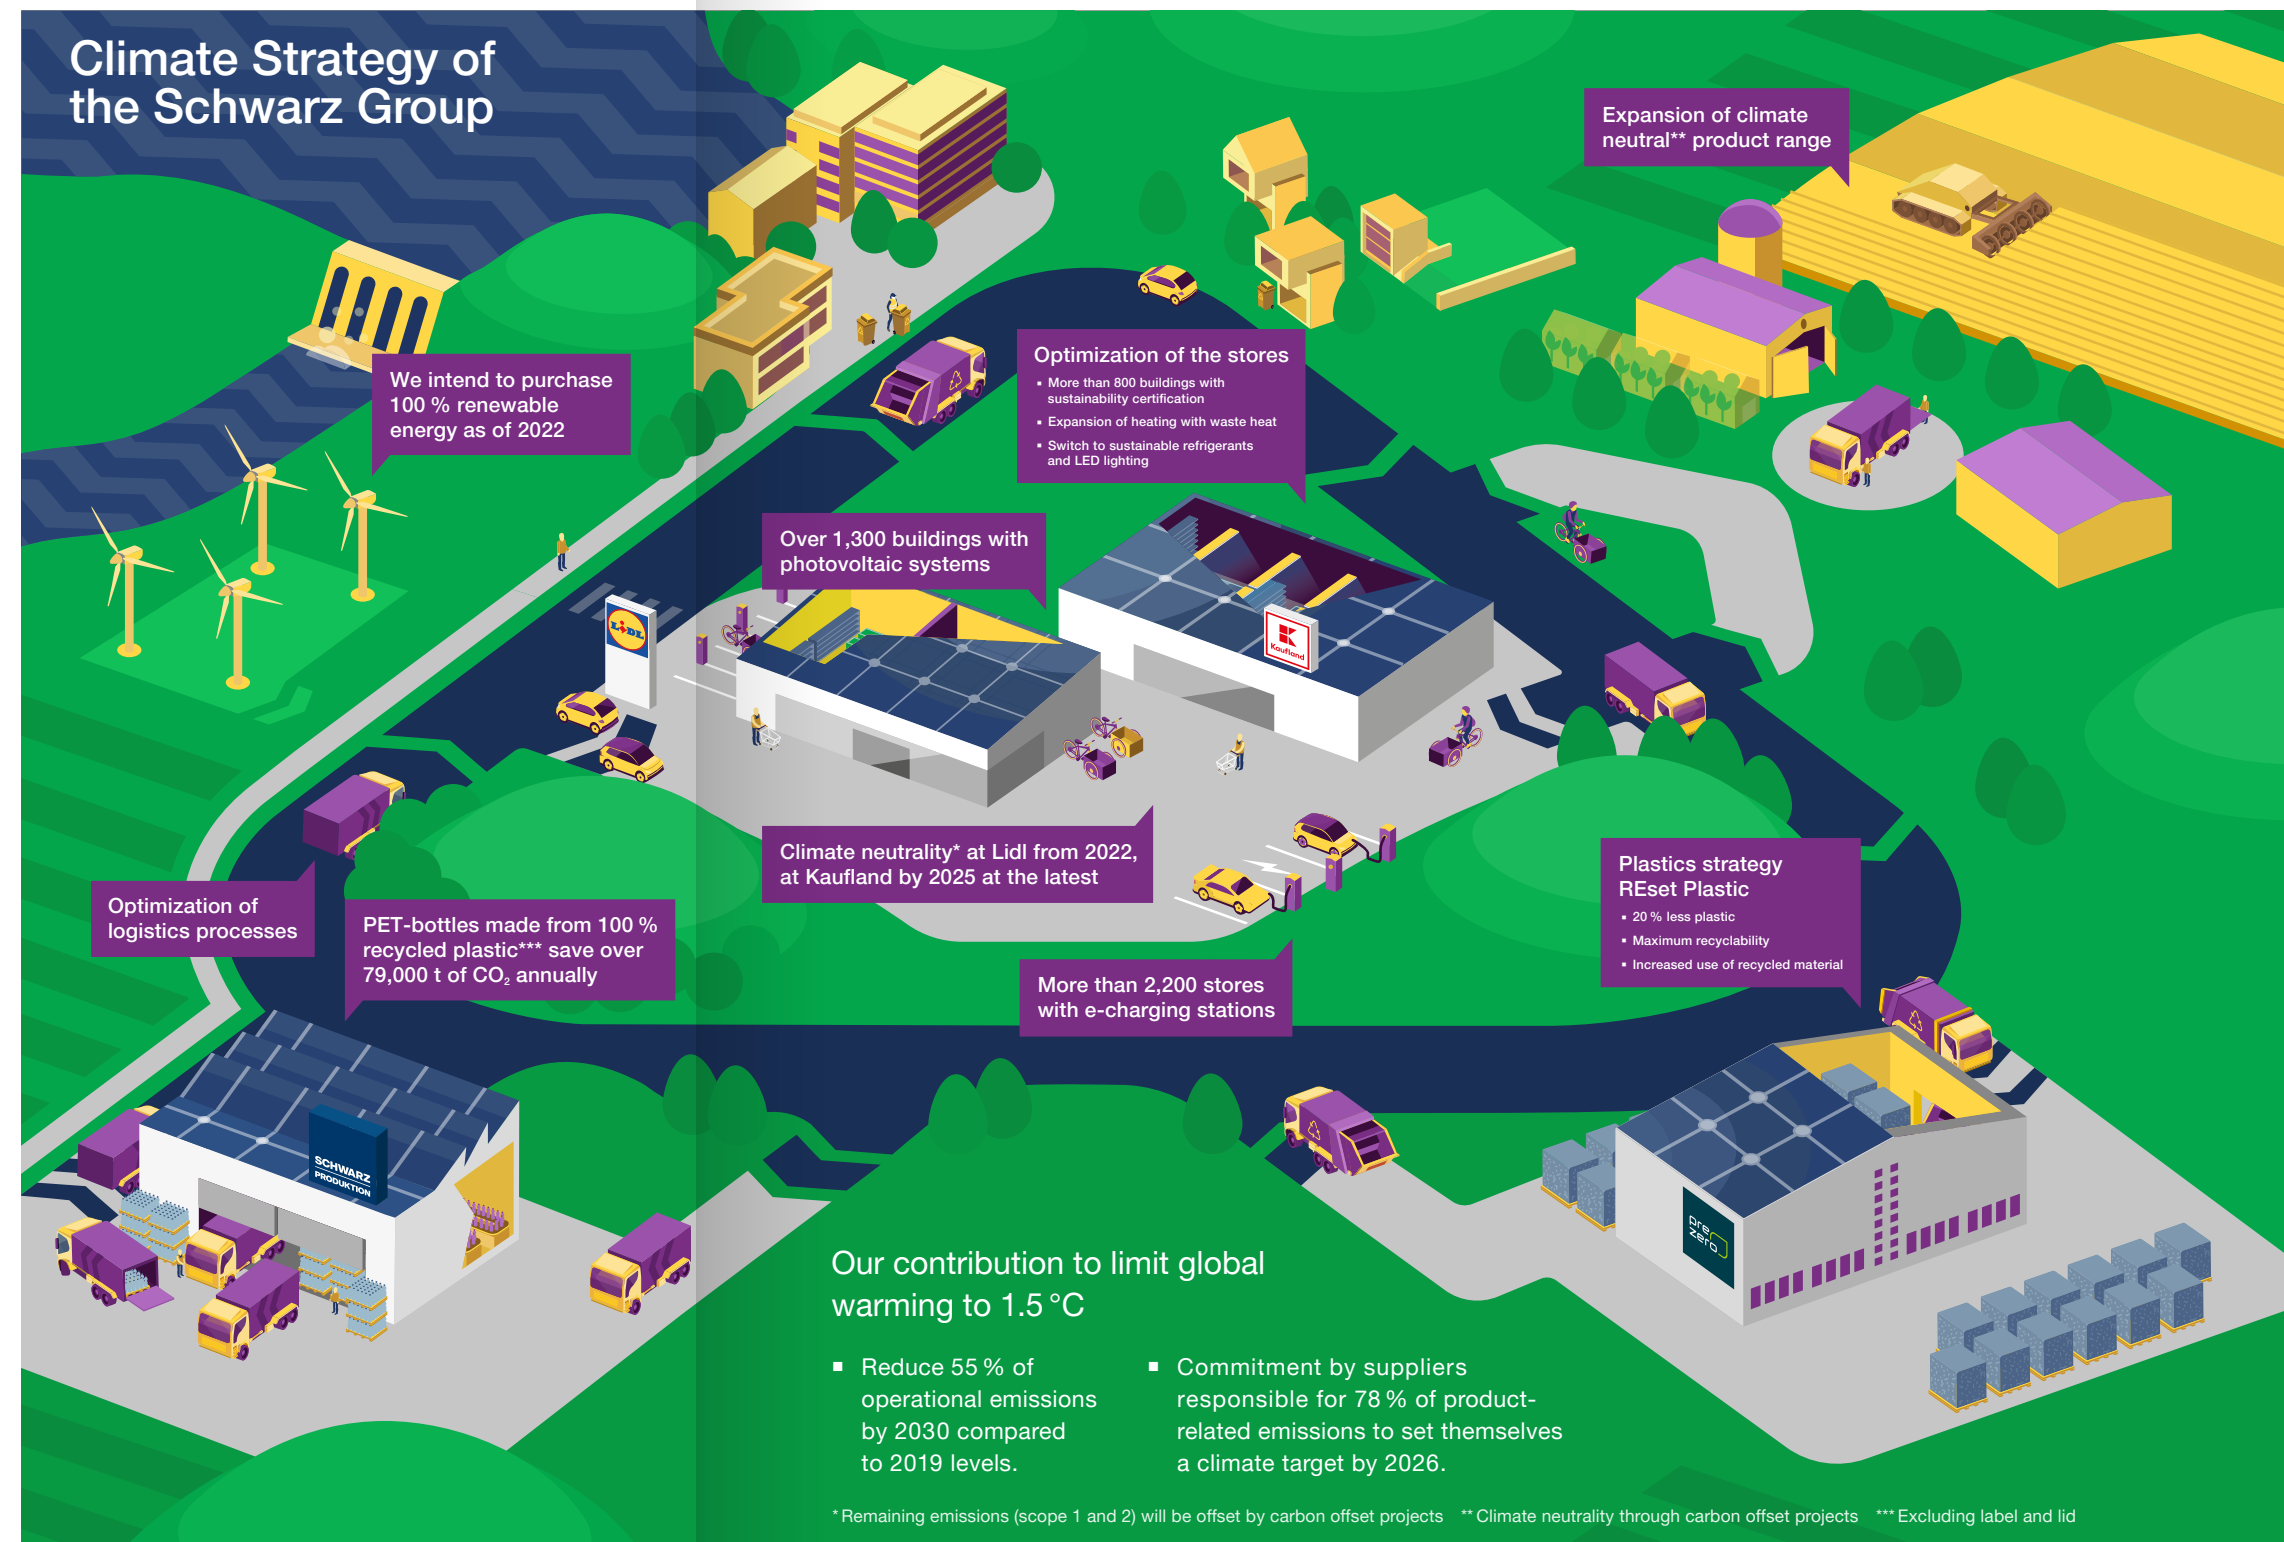 Climate Strategy of
the Schwarz Group
Expansion of climate
neutral** product range
We intend to purchase
100 % renewable
energy as of 2022
Optimization of the stores
▪ More than 800 buildings with
sustainability certification
▪ Expansion of heating with waste heat
▪ Switch to sustainable refrigerants
and LED lighting
Over 1,300 buildings with
photovoltaic systems
LIDL
Kaufland
Climate neutrality* at Lidl from 2022,
at Kaufland by 2025 at the latest
Plastics strategy
REset Plastic
▪ 20 % less plastic
▪ Maximum recyclability
▪ Increased use of recycled material
Optimization of
logistics processes
PET-bottles made from 100 %
recycled plastic*** save over
79,000 t of CO₂ annually
More than 2,200 stores
with e-charging stations
SCHWARZ
PRODUKTION
pre
zero
Our contribution to limit global
warming to 1.5 °C
▪ Reduce 55 % of
operational emissions
by 2030 compared
to 2019 levels.
▪ Commitment by suppliers
responsible for 78 % of product-
related emissions to set themselves
a climate target by 2026.
* Remaining emissions (scope 1 and 2) will be offset by carbon offset projects ** Climate neutrality through carbon offset projects *** Excluding label and lid